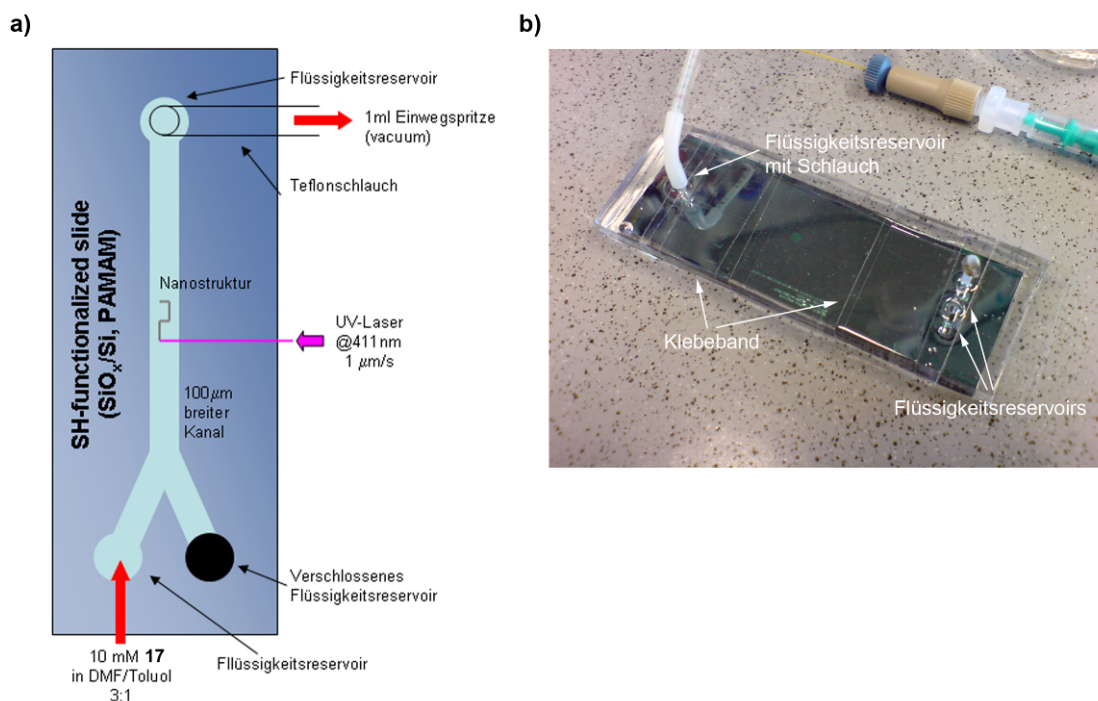 a)
Flüssigkeitsreservoir
1ml Einwegspritze
(vacuum)
Teflonschlauch
SH-functionalized slide
(SiOx/Si, PAMAM)
Nanostruktur
UV-Laser
@411nm
1 µm/s
100µm
breiter
Kanal
Verschlossenes
Flüssigkeitsreservoir
Fllüssigkeitsreservoir
10 mM 17
in DMF/Toluol
3:1
b)
Flüssigkeitsreservoir
mit Schlauch
Klebeband
Flüssigkeitsreservoirs